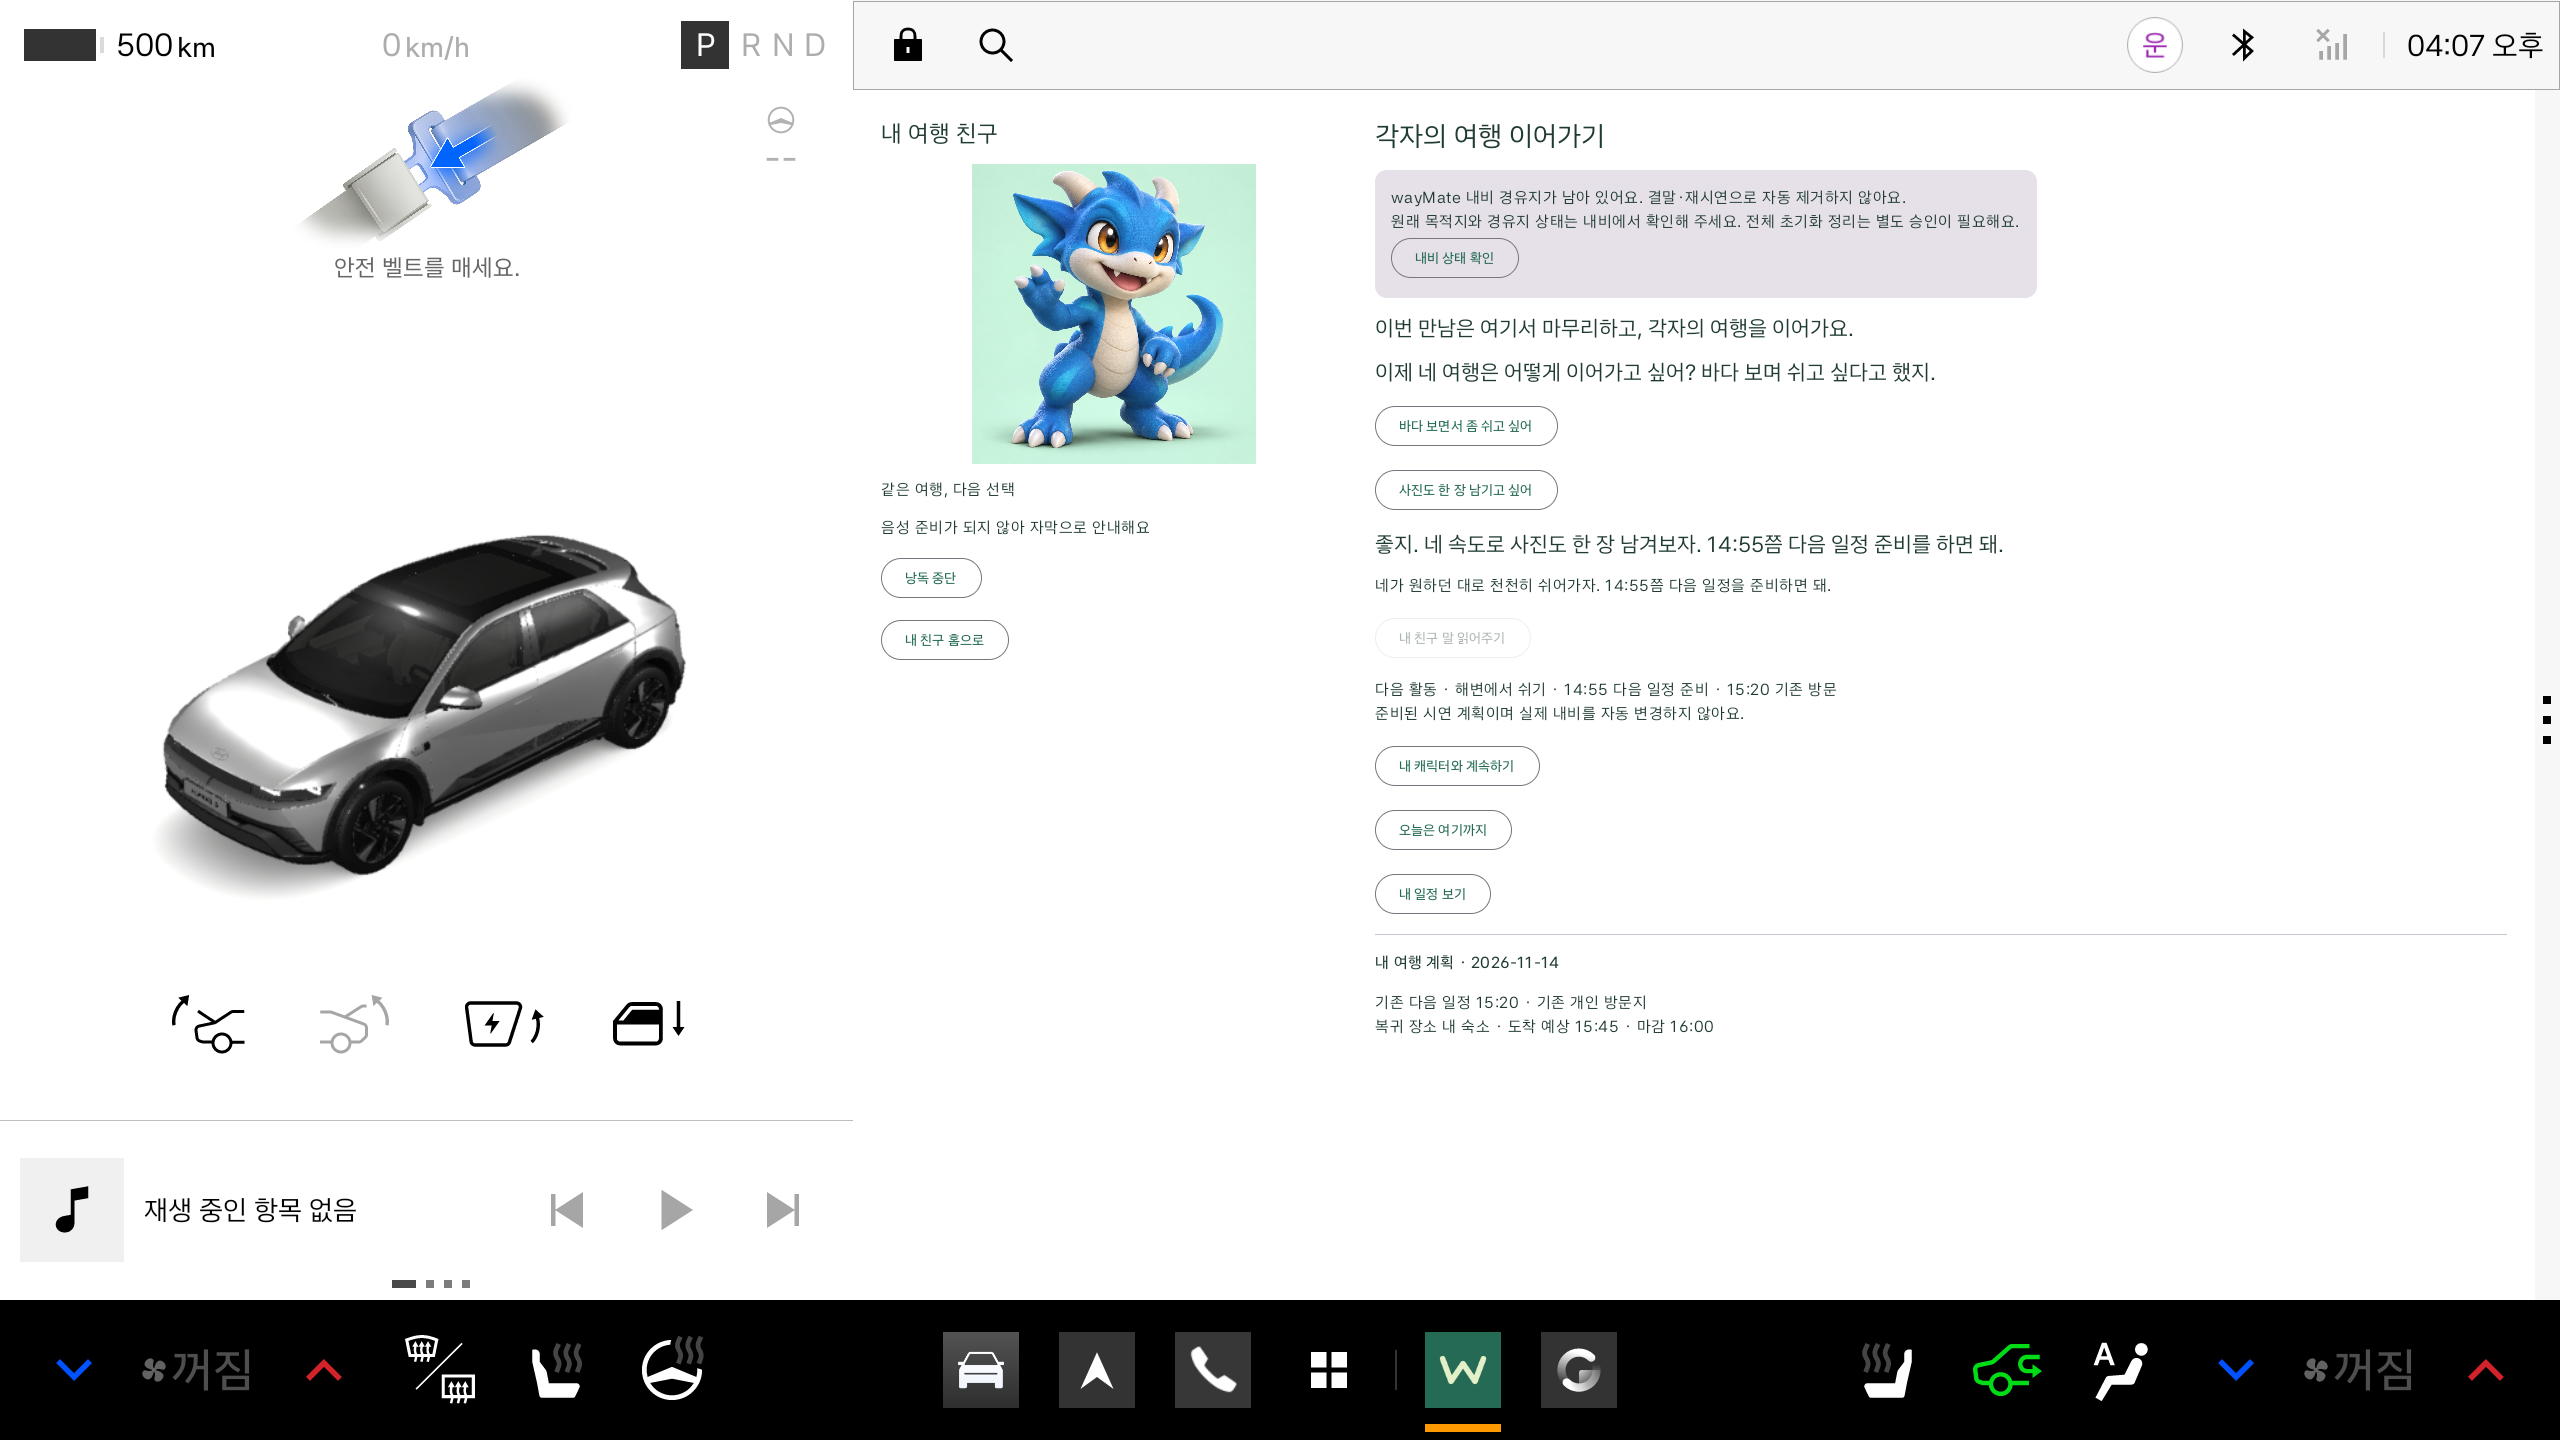 500 km
0 km/h
P R N D
운
04:07 오후
안전 벨트를 매세요.
내 여행 친구
같은 여행, 다음 선택
음성 준비가 되지 않아 자막으로 안내해요
낭독 중단
내 친구 홈으로
각자의 여행 이어가기
wayMate 내비 경유지가 남아 있어요. 결말·재시연으로 자동 제거하지 않아요.
원래 목적지와 경유지 상태는 내비에서 확인해 주세요. 전체 초기화 정리는 별도 승인이 필요해요.
내비 상태 확인
이번 만남은 여기서 마무리하고, 각자의 여행을 이어가요.
이제 네 여행은 어떻게 이어가고 싶어? 바다 보며 쉬고 싶다고 했지.
바다 보면서 좀 쉬고 싶어
사진도 한 장 남기고 싶어
좋지. 네 속도로 사진도 한 장 남겨보자. 14:55쯤 다음 일정 준비를 하면 돼.
네가 원하던 대로 천천히 쉬어가자. 14:55쯤 다음 일정을 준비하면 돼.
내 친구 말 읽어주기
다음 활동 · 해변에서 쉬기 · 14:55 다음 일정 준비 · 15:20 기존 방문
준비된 시연 계획이며 실제 내비를 자동 변경하지 않아요.
내 캐릭터와 계속하기
오늘은 여기까지
내 일정 보기
내 여행 계획 · 2026-11-14
기존 다음 일정 15:20 · 기존 개인 방문지
복귀 장소 내 숙소 · 도착 예상 15:45 · 마감 16:00
재생 중인 항목 없음
꺼짐
W
G
A
꺼짐